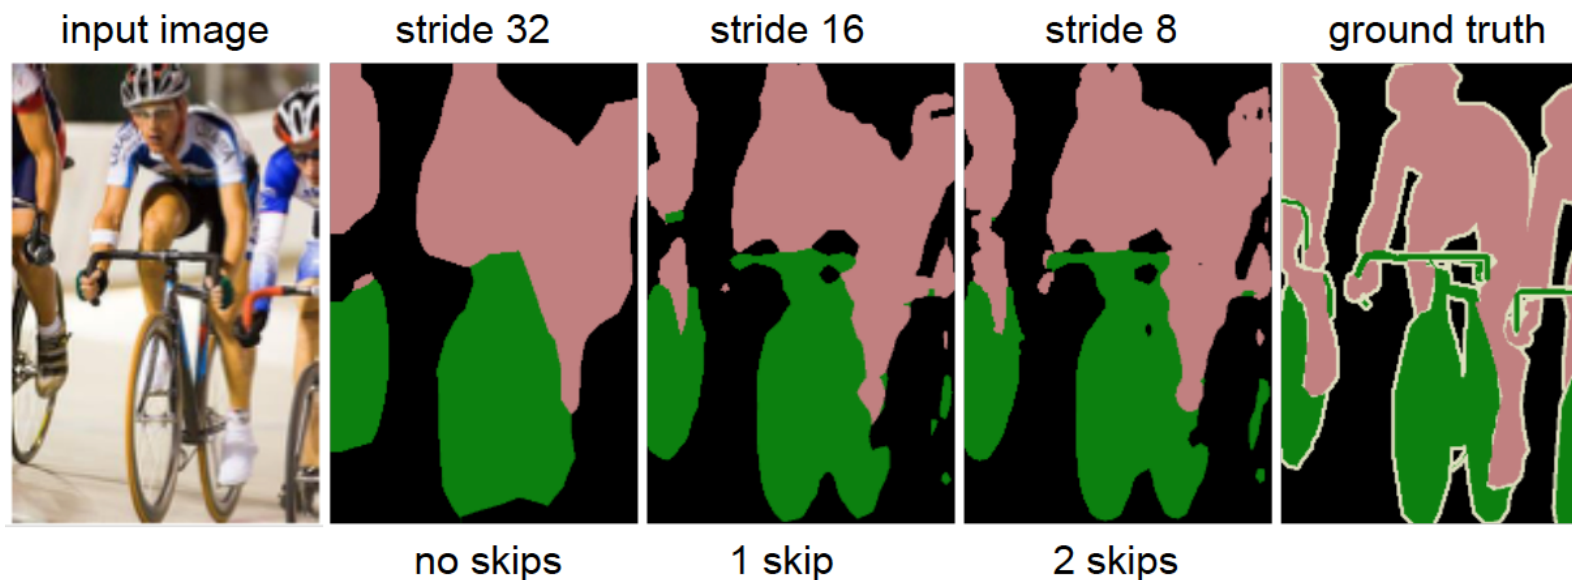 input image
stride 32
stride 16
stride 8
ground truth
no skips
1 skip
2 skips